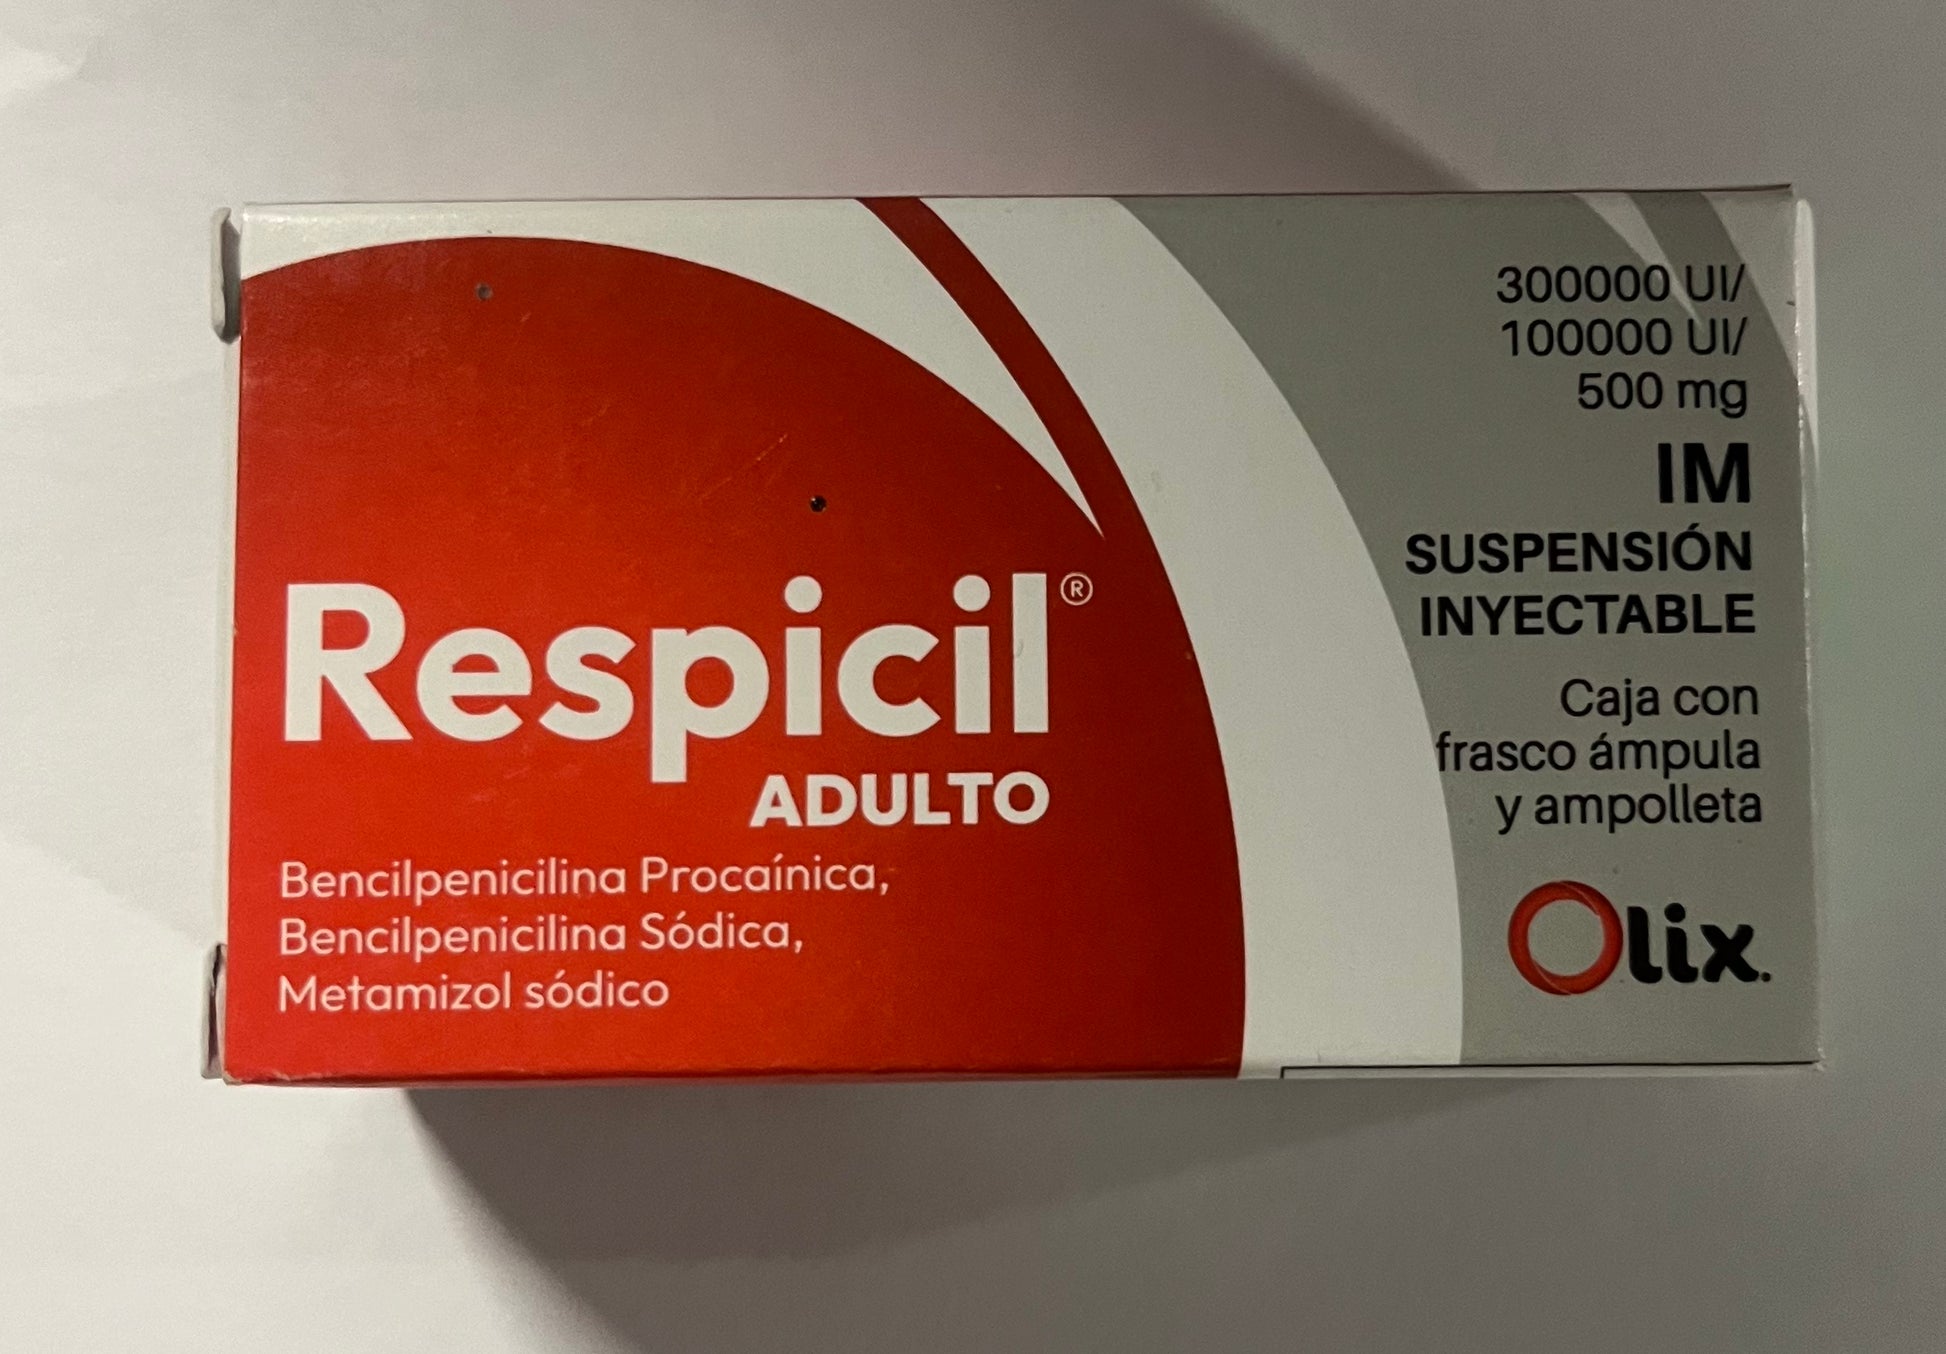 Respicil®
ADULTO
Bencilpenicilina Procaínica,
Bencilpenicilina Sódica,
Metamizol sódico
300000 UI/
100000 UI/
500 mg
IM
SUSPENSIÓN
INYECTABLE
Caja con
frasco ámpula
y ampolleta
Olix.